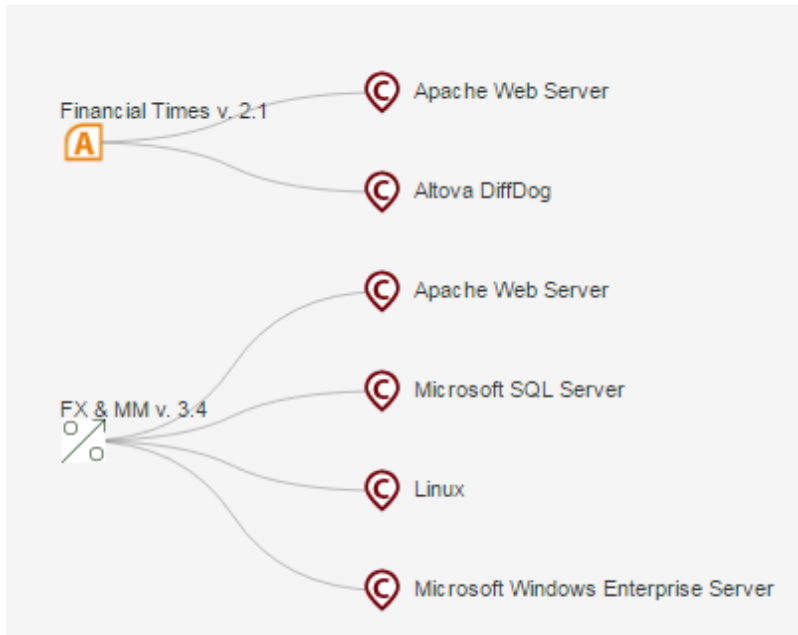 Financial Times v. 2.1
A
C Apache Web Server
C Altova DiffDog
FX & MM v. 3.4
C Apache Web Server
C Microsoft SQL Server
C Linux
C Microsoft Windows Enterprise Server